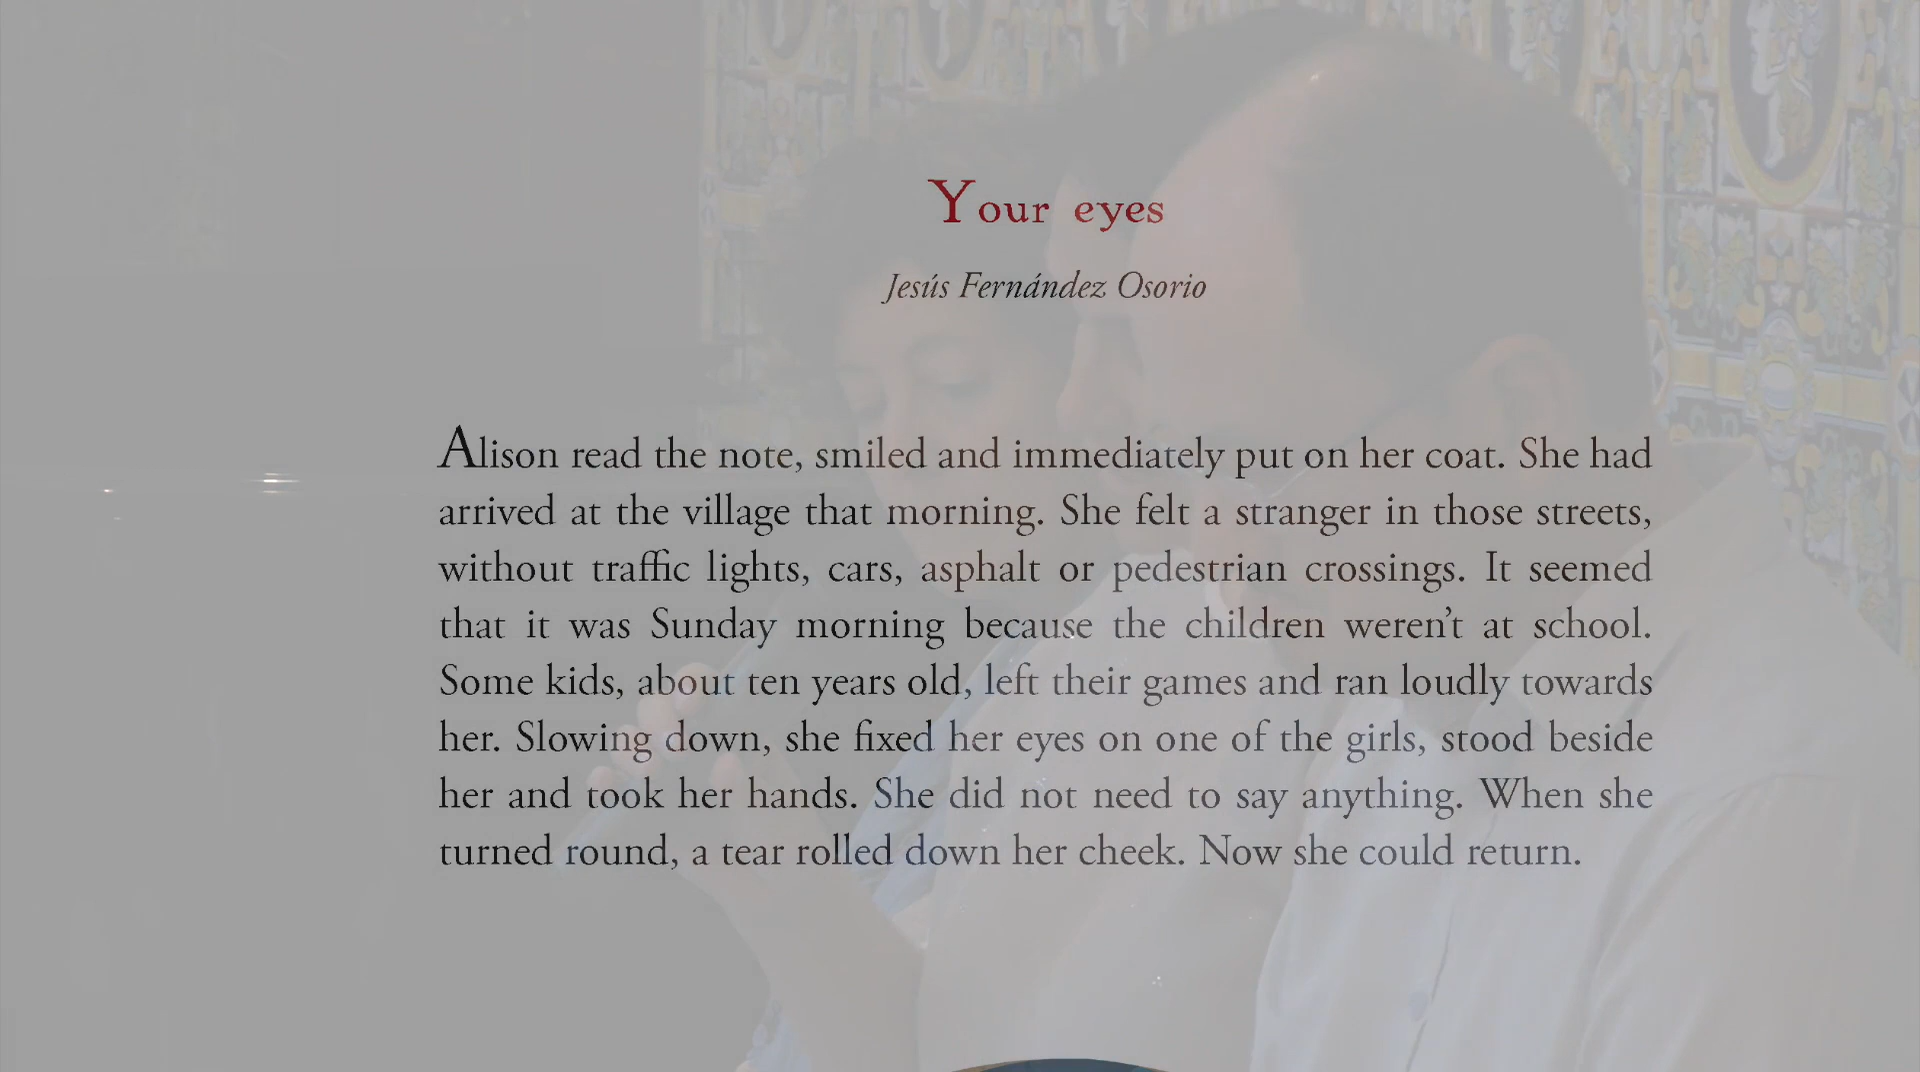 Your eyes
Jesús Fernández Osorio
Alison read the note, smiled and immediately put on her coat. She had
arrived at the village that morning. She felt a stranger in those streets,
without traffic lights, cars, asphalt or pedestrian crossings. It seemed
that it was Sunday morning because the children weren't at school.
Some kids, about ten years old, left their games and ran loudly towards
her. Slowing down, she fixed her eyes on one of the girls, stood beside
her and took her hands. She did not need to say anything. When she
turned round, a tear rolled down her cheek. Now she could return.